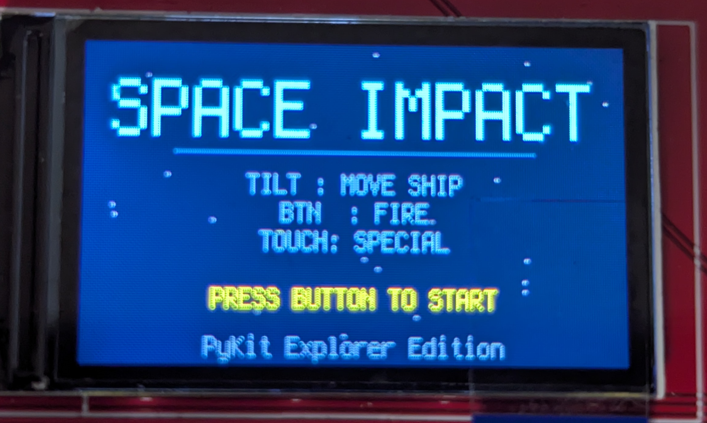 SPACE IMPACT
TILT : MOVE SHIP
BTN : FIRE
TOUCH: SPECIAL
PRESS BUTTON TO START
PyKit Explorer Edition